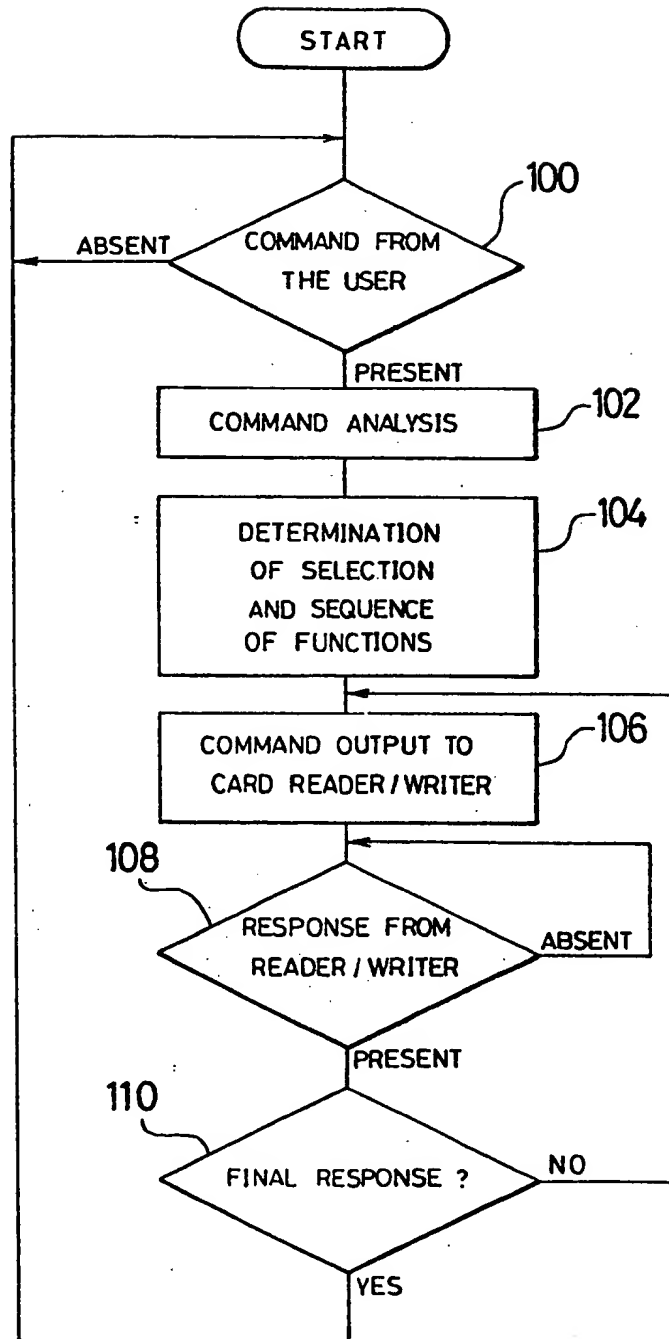 START
100
ABSENT
COMMAND FROM
THE USER
PRESENT
102
COMMAND ANALYSIS
104
DETERMINATION
OF SELECTION
AND SEQUENCE
OF FUNCTIONS
106
COMMAND OUTPUT TO
CARD READER/WRITER
108
RESPONSE FROM
READER/WRITER
ABSENT
PRESENT
110
FINAL RESPONSE ?
NO
YES